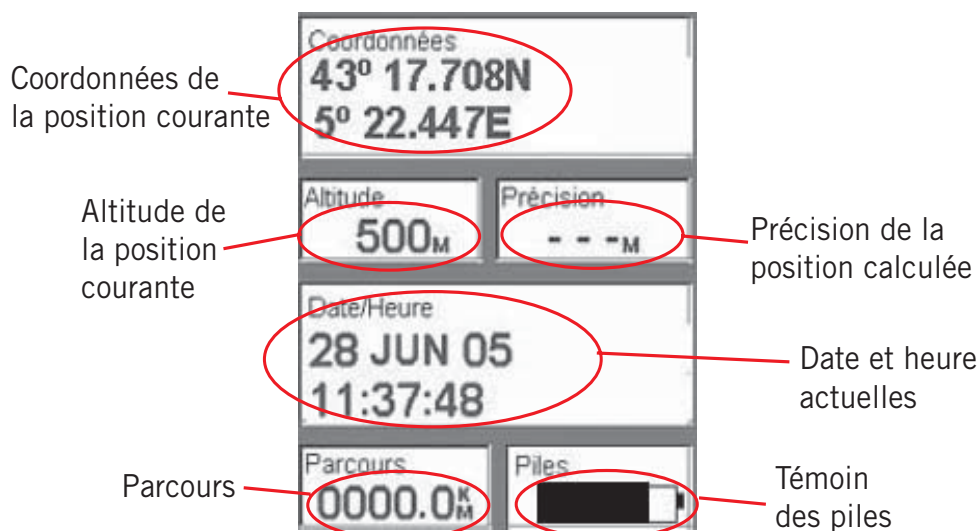 Coordonnées
43º 17.708N
5º 22.447E
Coordonnées de
la position courante
Altitude
500M
Précision
- - -M
Altitude de
la position
courante
Précision de la
position calculée
Date/Heure
28 JUN 05
11:37:48
Date et heure
actuelles
Parcours
0000.0KM
Piles
Parcours
Témoin
des piles